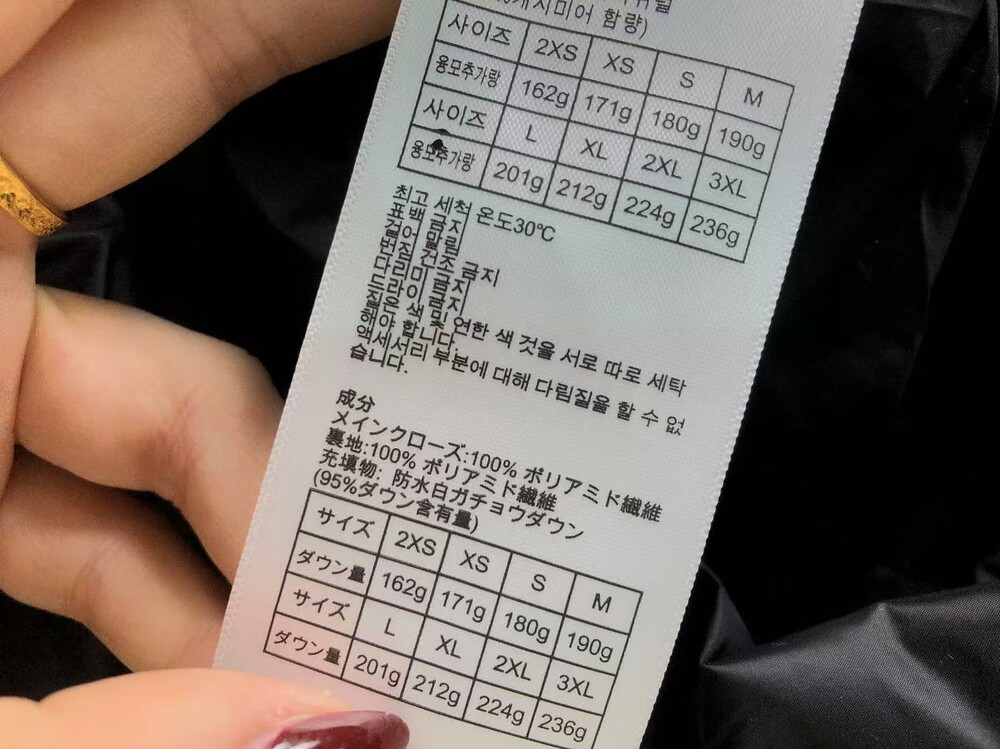 함량)
사이즈 2XS XS S M
용모추가량 162g 171g 180g 190g
사이즈 L XL 2XL 3XL
용모추가랑 201g 212g 224g 236g
최고 세척 온도30℃
표백 금지
걸어 말림
번짐 건조 금지
다리미 금지
드라이 금지
짙은 색 및 연한 색 것을 서로 따로 세탁
해야 합니다.
액세서리 부분에 대해 다림질을 할 수 없
습니다.
成分
メインクローズ:100% ポリアミド繊維
裏地:100% ポリアミド繊維
充填物: 防水白ガチョウダウン
(95%ダウン含有量)
サイズ 2XS XS S M
ダウン量 162g 171g 180g 190g
サイズ L XL 2XL 3XL
ダウン量 201g 212g 224g 236g